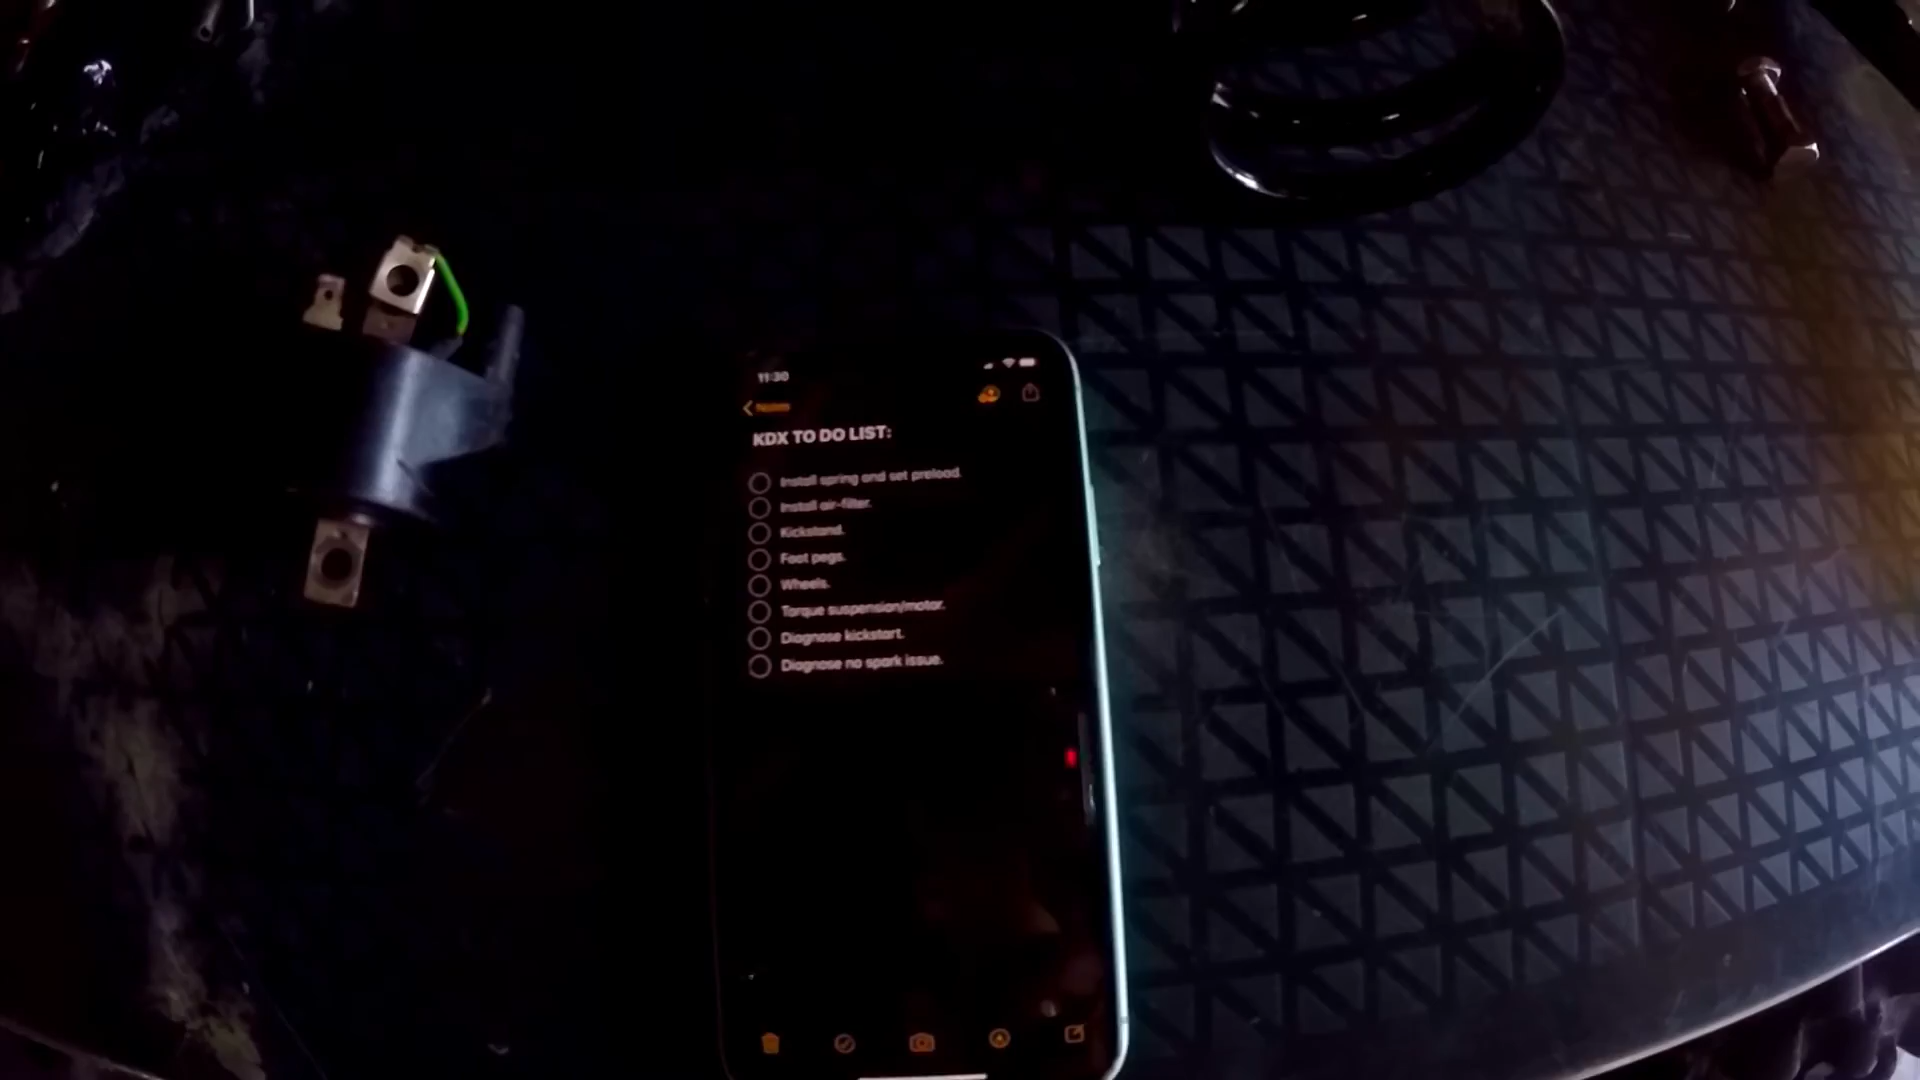 11:30
Notes
KDX TO DO LIST:
Install spring and set preload.
Install air-filter.
Kickstand.
Foot pegs.
Wheels.
Torque suspension/motor.
Diagnose kickstart.
Diagnose no spark issue.